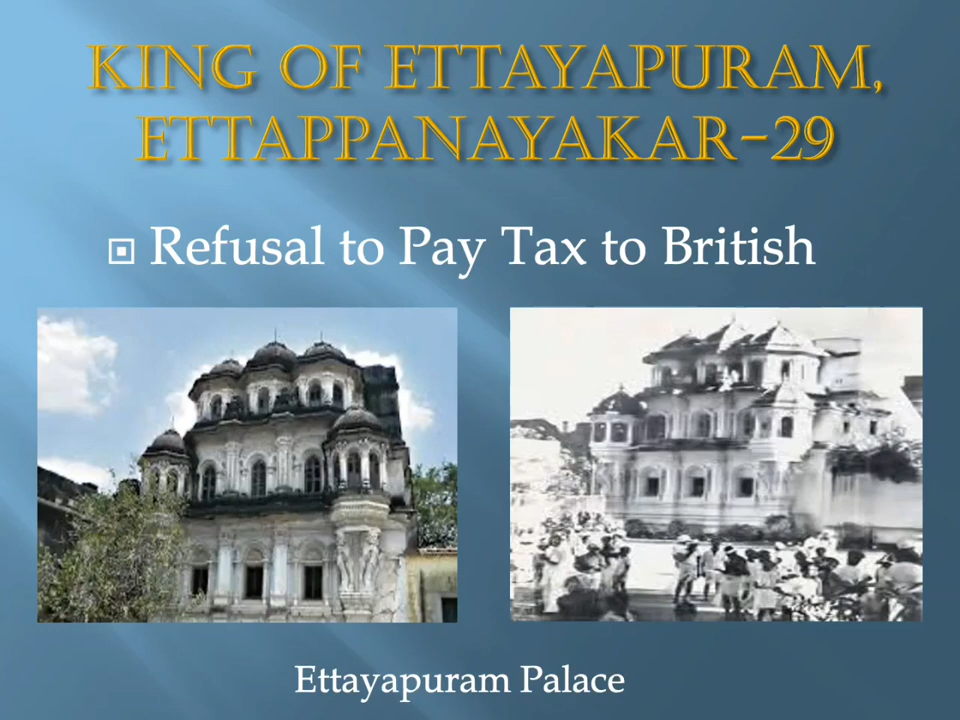 KING OF ETTAYAPURAM,
ETTAPPANAYAKAR-29
Refusal to Pay Tax to British
Ettayapuram Palace